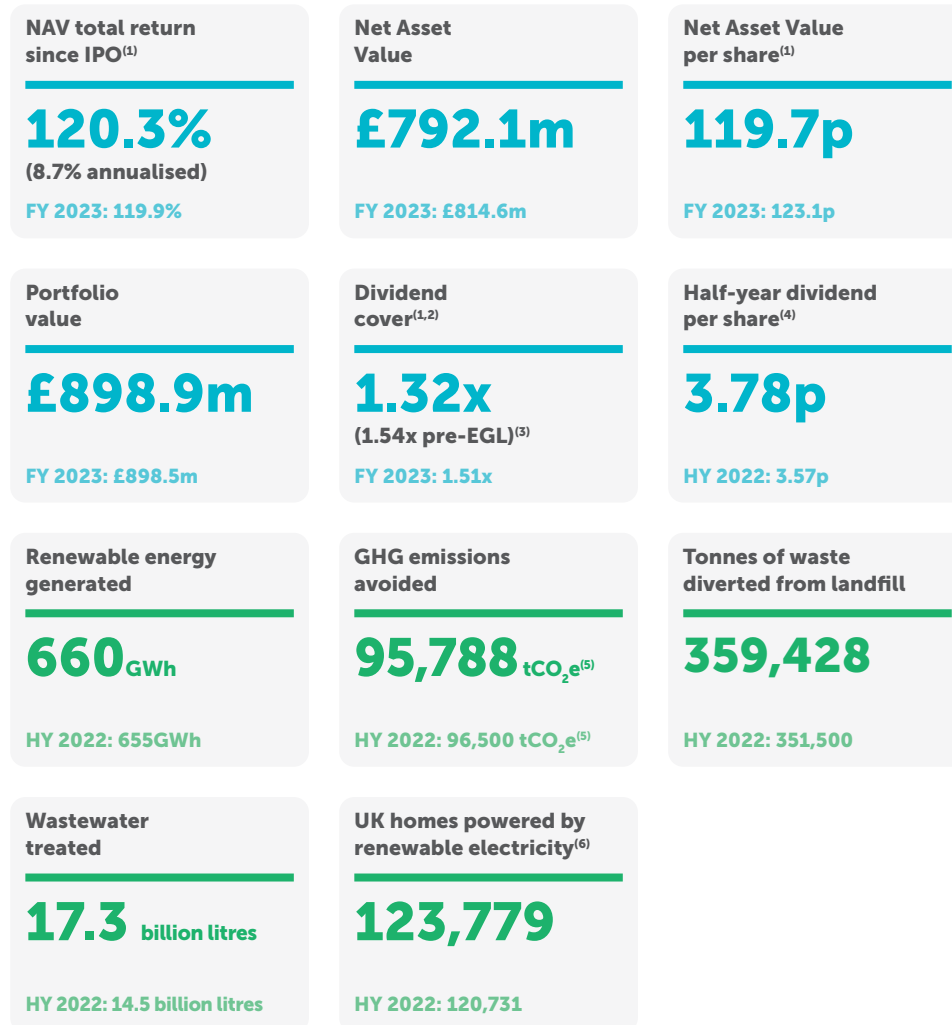 NAV total return
since IPO(1)
120.3%
(8.7% annualised)
FY 2023: 119.9%
Net Asset
Value
£792.1m
FY 2023: £814.6m
Net Asset Value
per share(1)
119.7p
FY 2023: 123.1p
Portfolio
value
£898.9m
FY 2023: £898.5m
Dividend
cover(1,2)
1.32x
(1.54x pre-EGL)(3)
FY 2023: 1.51x
Half-year dividend
per share(4)
3.78p
HY 2022: 3.57p
Renewable energy
generated
660 GWh
HY 2022: 655GWh
GHG emissions
avoided
95,788 tCO2e(5)
HY 2022: 96,500 tCO2e(5)
Tonnes of waste
diverted from landfill
359,428
HY 2022: 351,500
Wastewater
treated
17.3 billion litres
HY 2022: 14.5 billion litres
UK homes powered by
renewable electricity(6)
123,779
HY 2022: 120,731